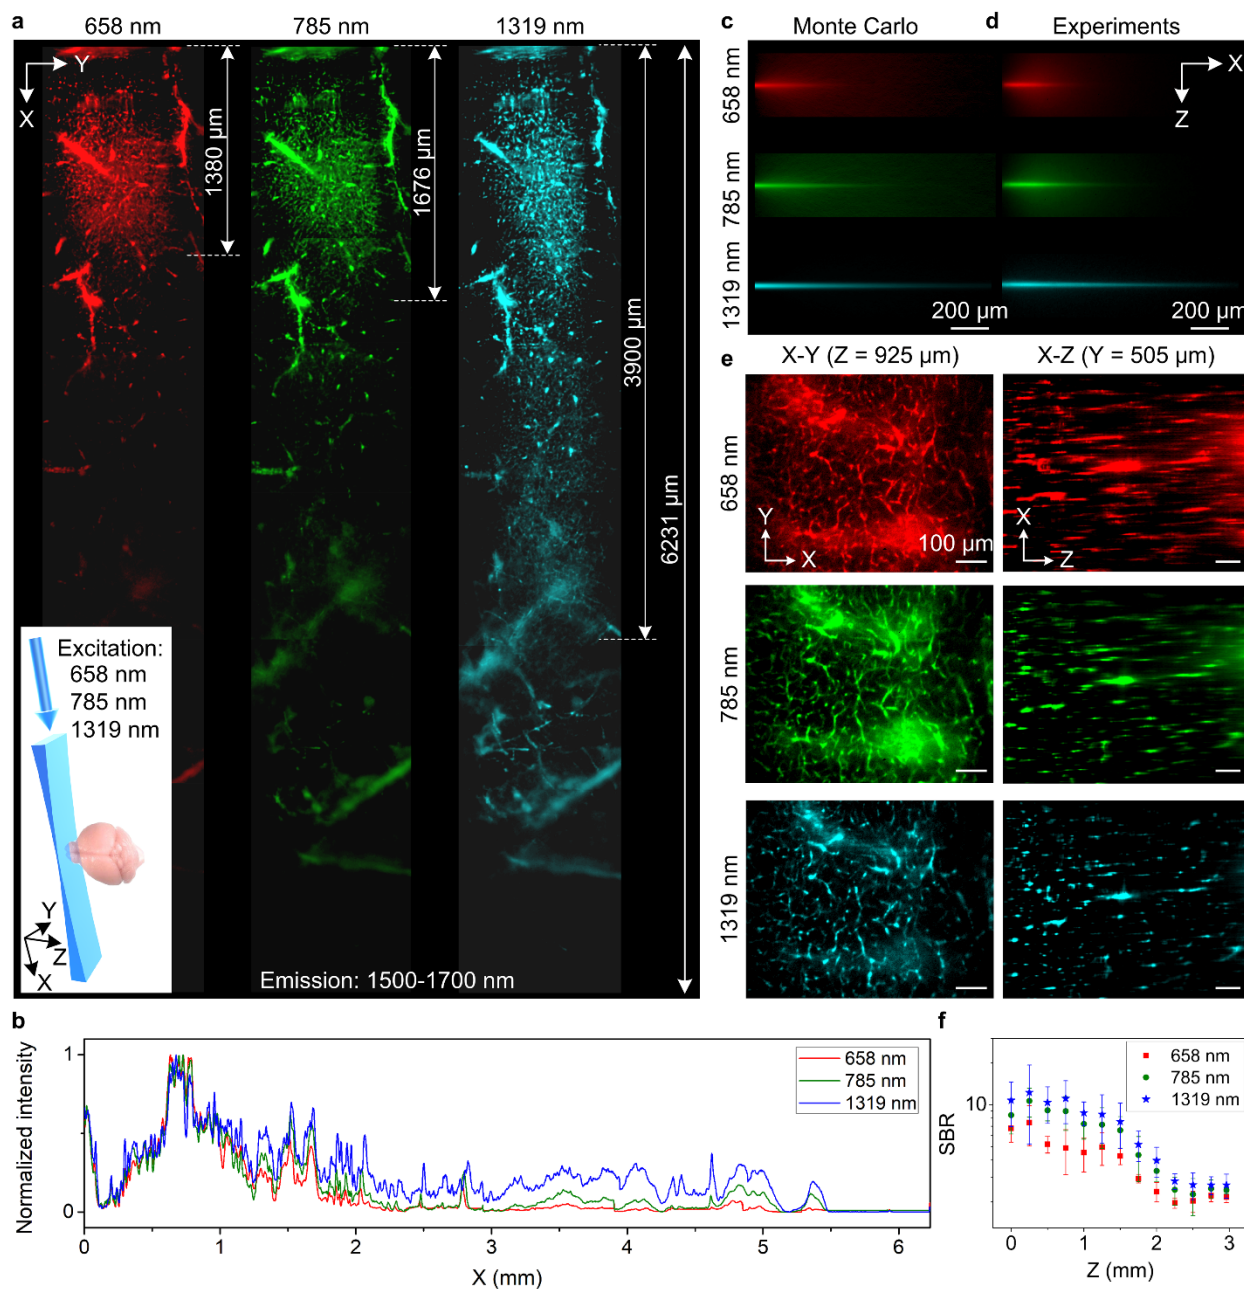 a
658 nm
785 nm
1319 nm
Y
X
1380 µm
1676 µm
3900 µm
6231 µm
Excitation:
658 nm
785 nm
1319 nm
Y
Z
X
Emission: 1500-1700 nm
c
Monte Carlo
d
Experiments
658 nm
785 nm
1319 nm
X
Z
200 µm
200 µm
e
X-Y (Z = 925 µm)
X-Z (Y = 505 µm)
658 nm
785 nm
1319 nm
Y
X
100 µm
X
Z
b
Normalized intensity
1
0
658 nm
785 nm
1319 nm
0
1
2
3
4
5
6
X (mm)
f
SBR
10
658 nm
785 nm
1319 nm
0
1
2
3
Z (mm)